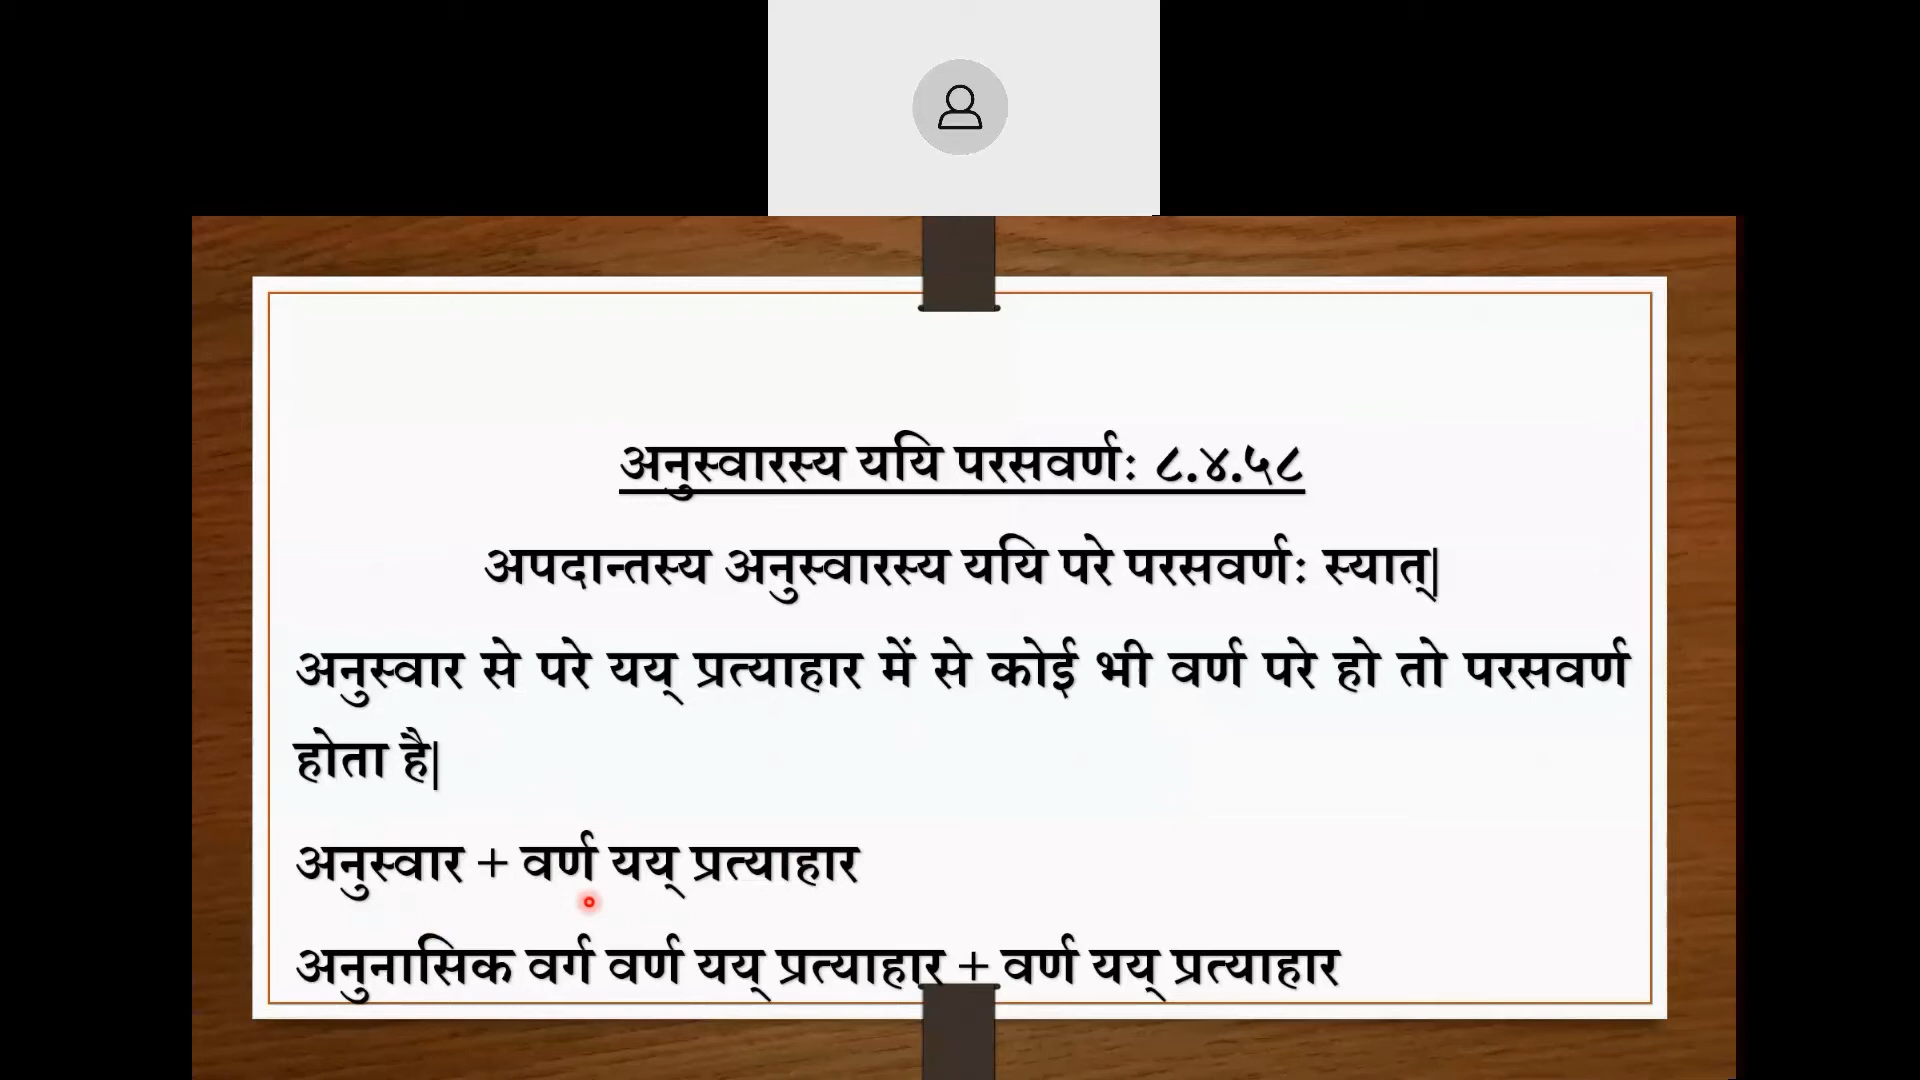 अनुस्वारस्य ययि परसवर्णः ८.४.५८
अपदान्तस्य अनुस्वारस्य ययि परे परसवर्णः स्यात्|
अनुस्वार से परे यय् प्रत्याहार में से कोई भी वर्ण परे हो तो परसवर्ण
होता है|
अनुस्वार + वर्ण यय् प्रत्याहार
अनुनासिक वर्ग वर्ण यय् प्रत्याहार + वर्ण यय् प्रत्याहार